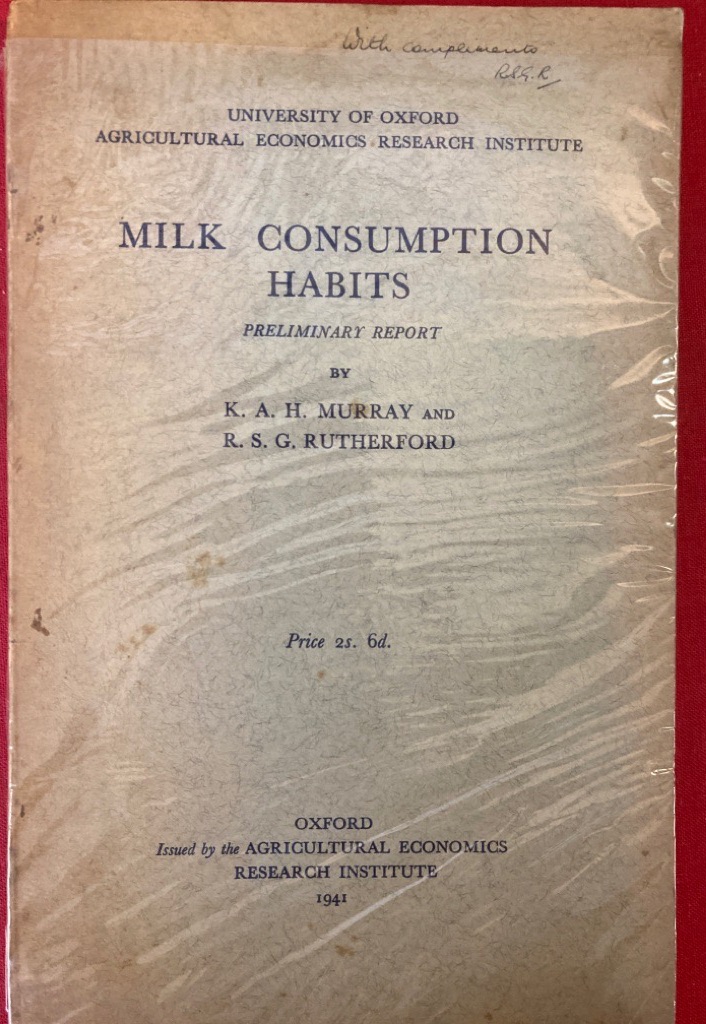 With compliments
R.S.G.R.
UNIVERSITY OF OXFORD
AGRICULTURAL ECONOMICS RESEARCH INSTITUTE
MILK CONSUMPTION
HABITS
PRELIMINARY REPORT
BY
K. A. H. MURRAY AND
R. S. G. RUTHERFORD
Price 2s. 6d.
OXFORD
Issued by the AGRICULTURAL ECONOMICS
RESEARCH INSTITUTE
1941